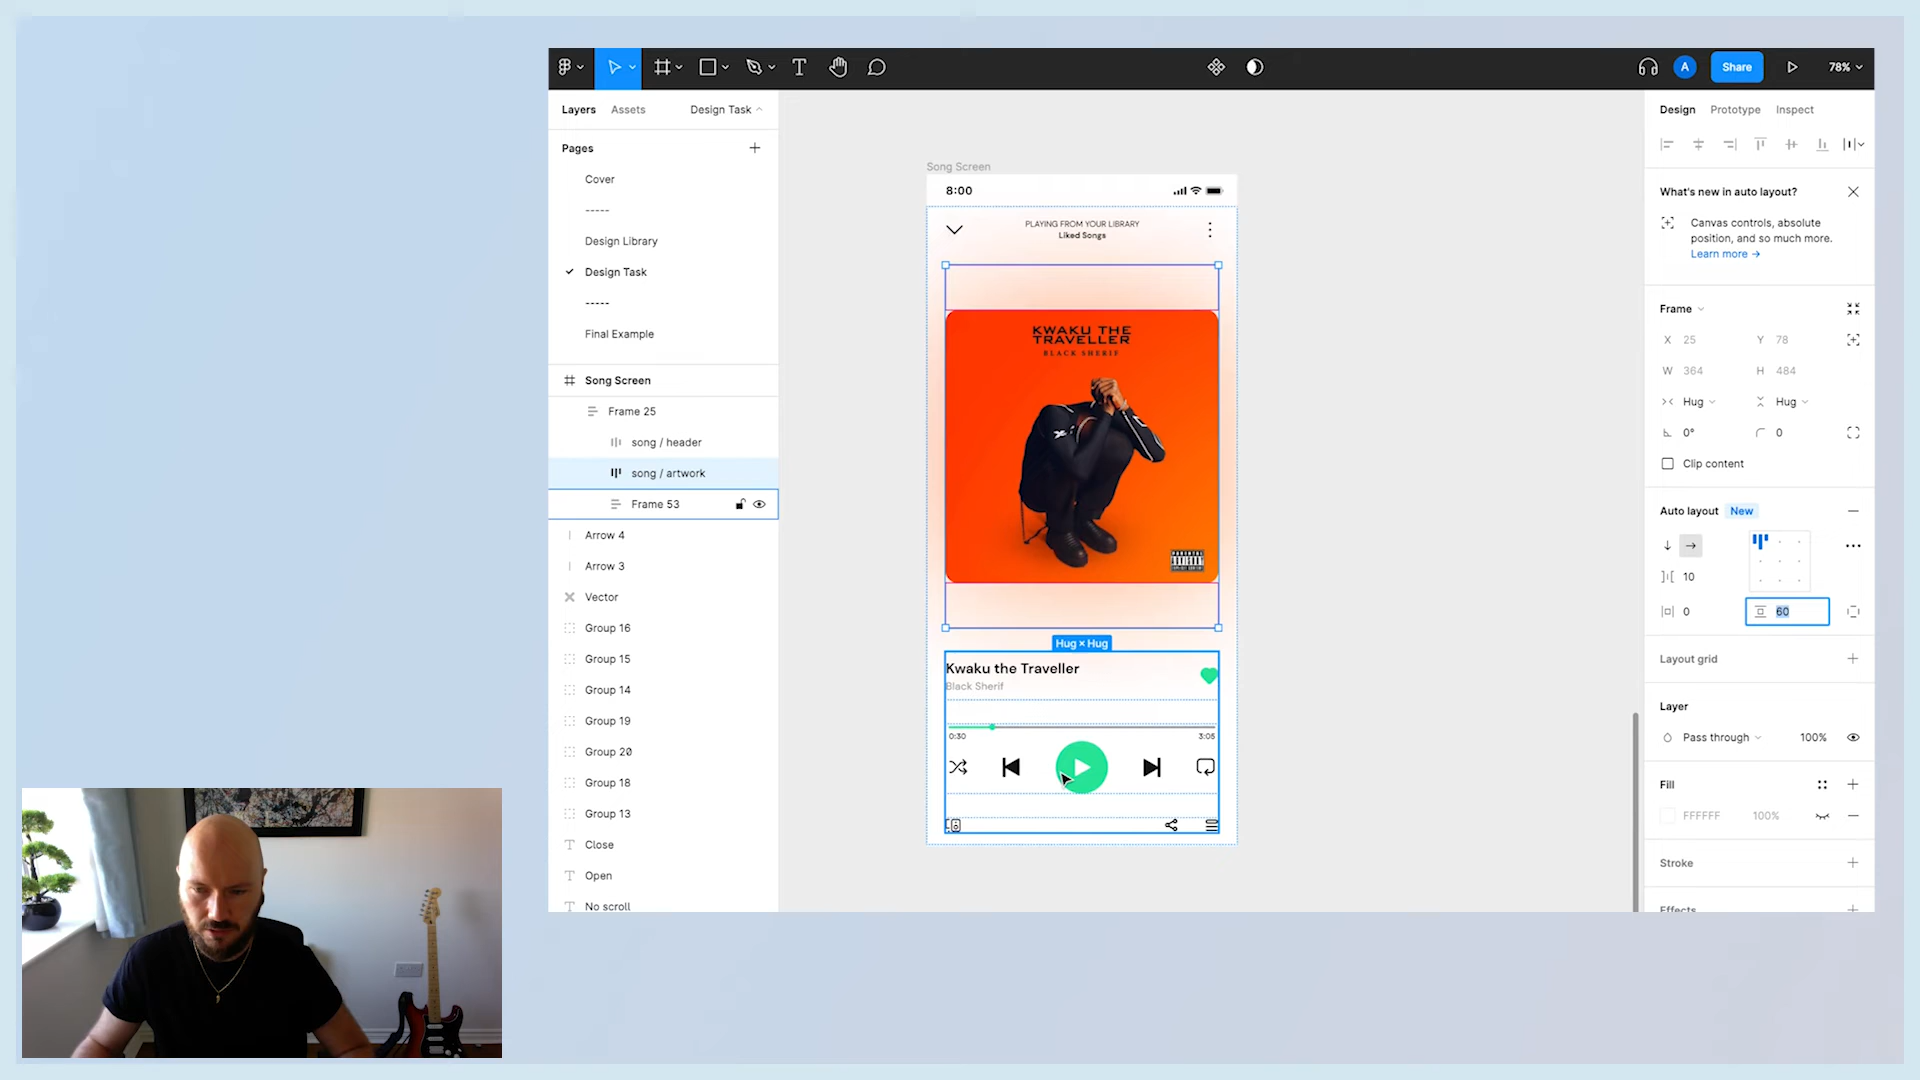 A
Share
78%
Layers
Assets
Design Task
Pages
Cover
-----
Design Library
Design Task
-----
Final Example
Song Screen
Frame 25
song / header
song / artwork
Frame 53
Arrow 4
Arrow 3
Vector
Group 16
Group 15
Group 14
Group 19
Group 20
Group 18
Group 13
Close
Open
No scroll
Song Screen
8:00
PLAYING FROM YOUR LIBRARY
Liked Songs
KWAKU THE
TRAVELLER
BLACK SHERIF
Hug × Hug
Kwaku the Traveller
Black Sherif
0:30
3:05
Design
Prototype
Inspect
What's new in auto layout?
Canvas controls, absolute
position, and so much more.
Learn more →
Frame
X 25
Y 78
W 364
H 484
Hug
Hug
0°
0
Clip content
Auto layout
New
10
0
60
Layout grid
Layer
Pass through
100%
Fill
FFFFFF
100%
Stroke
Effects